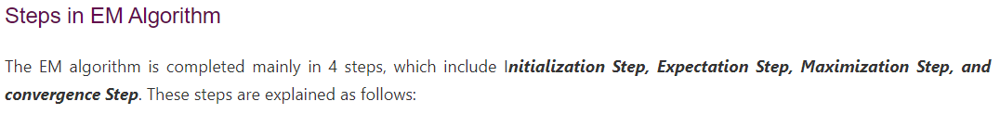 Steps in EM Algorithm
The EM algorithm is completed mainly in 4 steps, which include Initialization Step, Expectation Step, Maximization Step, and
convergence Step. These steps are explained as follows: